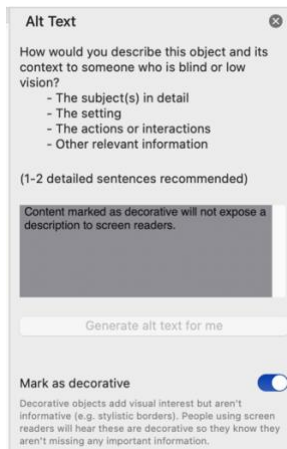 Alt Text
How would you describe this object and its
context to someone who is blind or low
vision?
- The subject(s) in detail
- The setting
- The actions or interactions
- Other relevant information
(1-2 detailed sentences recommended)
Content marked as decorative will not expose a
description to screen readers.
Generate alt text for me
Mark as decorative
Decorative objects add visual interest but aren't
informative (e.g. stylistic borders). People using screen
readers will hear these are decorative so they know they
aren't missing any important information.